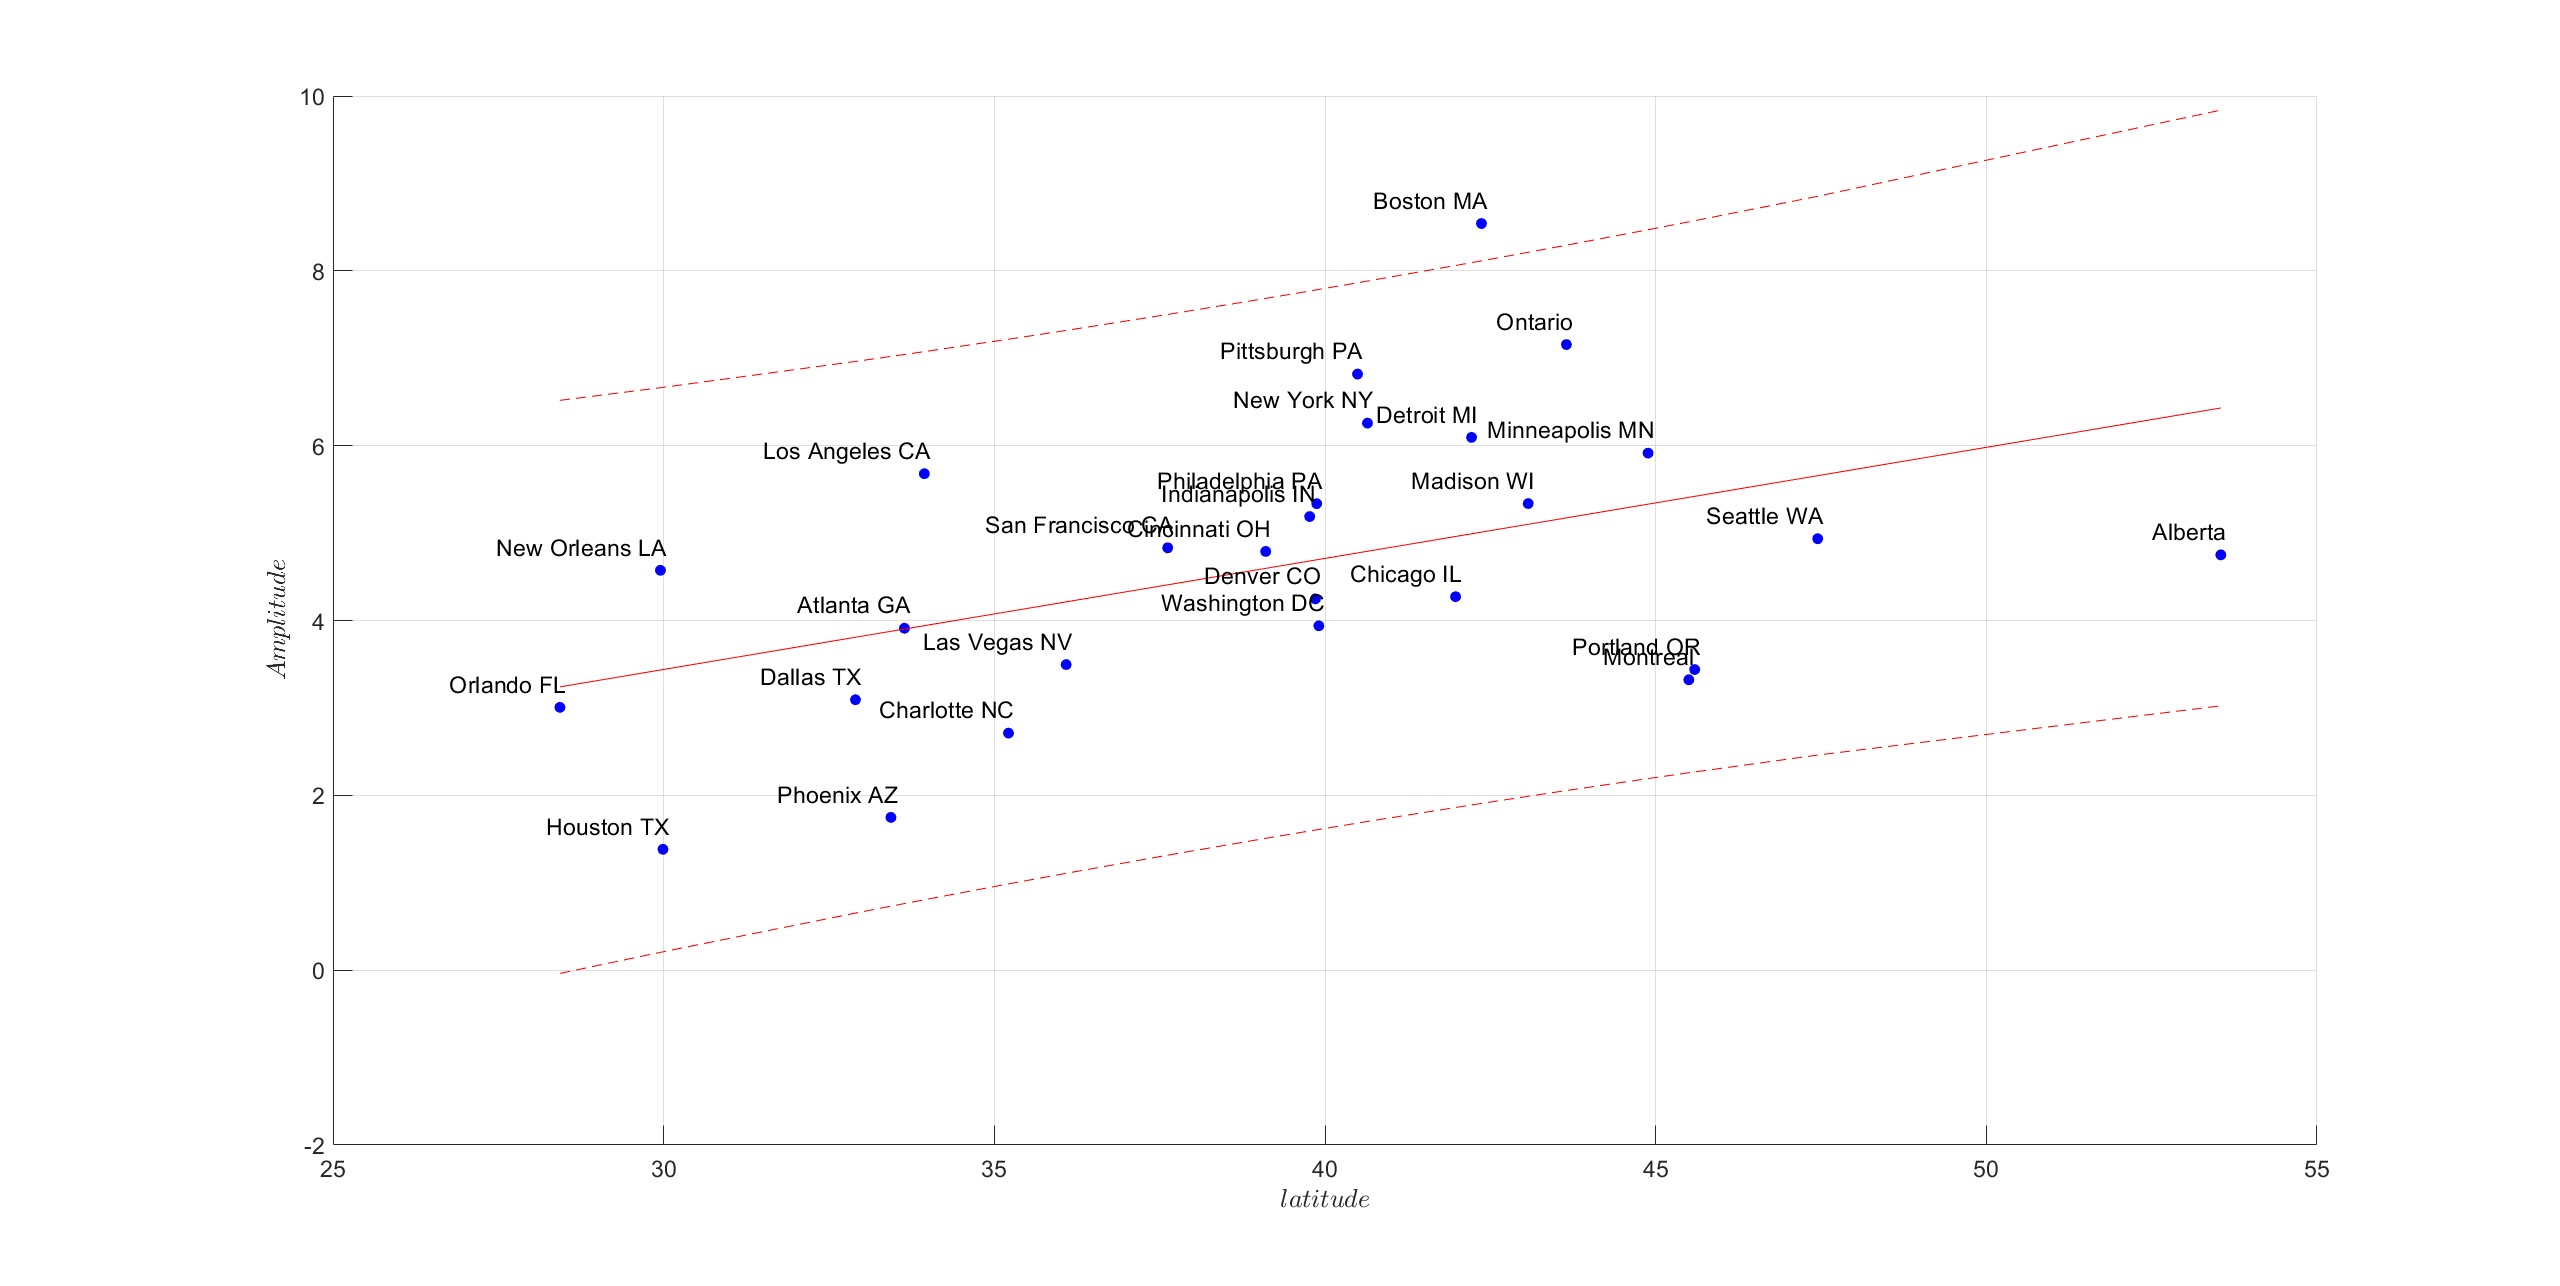 10
Boston MA
8
Ontario
Pittsburgh PA
New York NY
Detroit MI
Minneapolis MN
6
Los Angeles CA
Philadelphia PA
Madison WI
Indianapolis IN
Seattle WA
San Francisco CA
Cincinnati OH
Alberta
New Orleans LA
Denver CO
Chicago IL
Washington DC
Atlanta GA
4
Las Vegas NV
Portland OR
Montreal
Dallas TX
Orlando FL
Charlotte NC
Phoenix AZ
2
Houston TX
0
-2
Amplitude
25 30 35 40 45 50 55
latitude